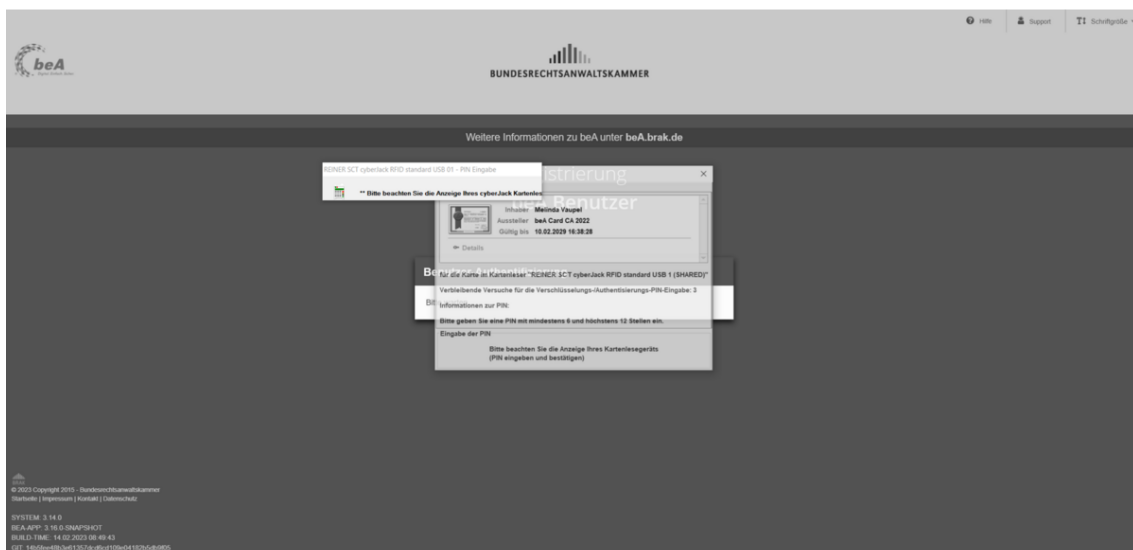 Hilfe
Support
Schriftgröße
beA
BUNDESRECHTSANWALTSKAMMER
Weitere Informationen zu beA unter beA.brak.de
REINER SCT cyberJack RFID standard USB 01 - PIN Eingabe
** Bitte beachten Sie die Anzeige Ihres cyberJack Kartenles
istrierung
Benutzer
Inhaber Melinda Vaupel
Aussteller beA Card CA 2022
Gültig bis 10.02.2029 16:38:28
Details
für die Karte in Kartenleser "REINER SCT cyberJack RFID standard USB 1 (SHARED)"
Verbleibende Versuche für die Verschlüsselungs-/Authentisierungs-PIN-Eingabe: 3
Informationen zur PIN:
Bitte geben Sie eine PIN mit mindestens 6 und höchstens 12 Stellen ein.
Eingabe der PIN
Bitte beachten Sie die Anzeige Ihres Kartenlesegeräts
(PIN eingeben und bestätigen)
© 2023 Copyright 2015 - Bundesrechtsanwaltskammer
Startseite | Impressum | Kontakt | Datenschutz
SYSTEM: 3.14.0
BEA-APP: 3.16.0-SNAPSHOT
BUILD-TIME: 14.02.2023 08:49:43